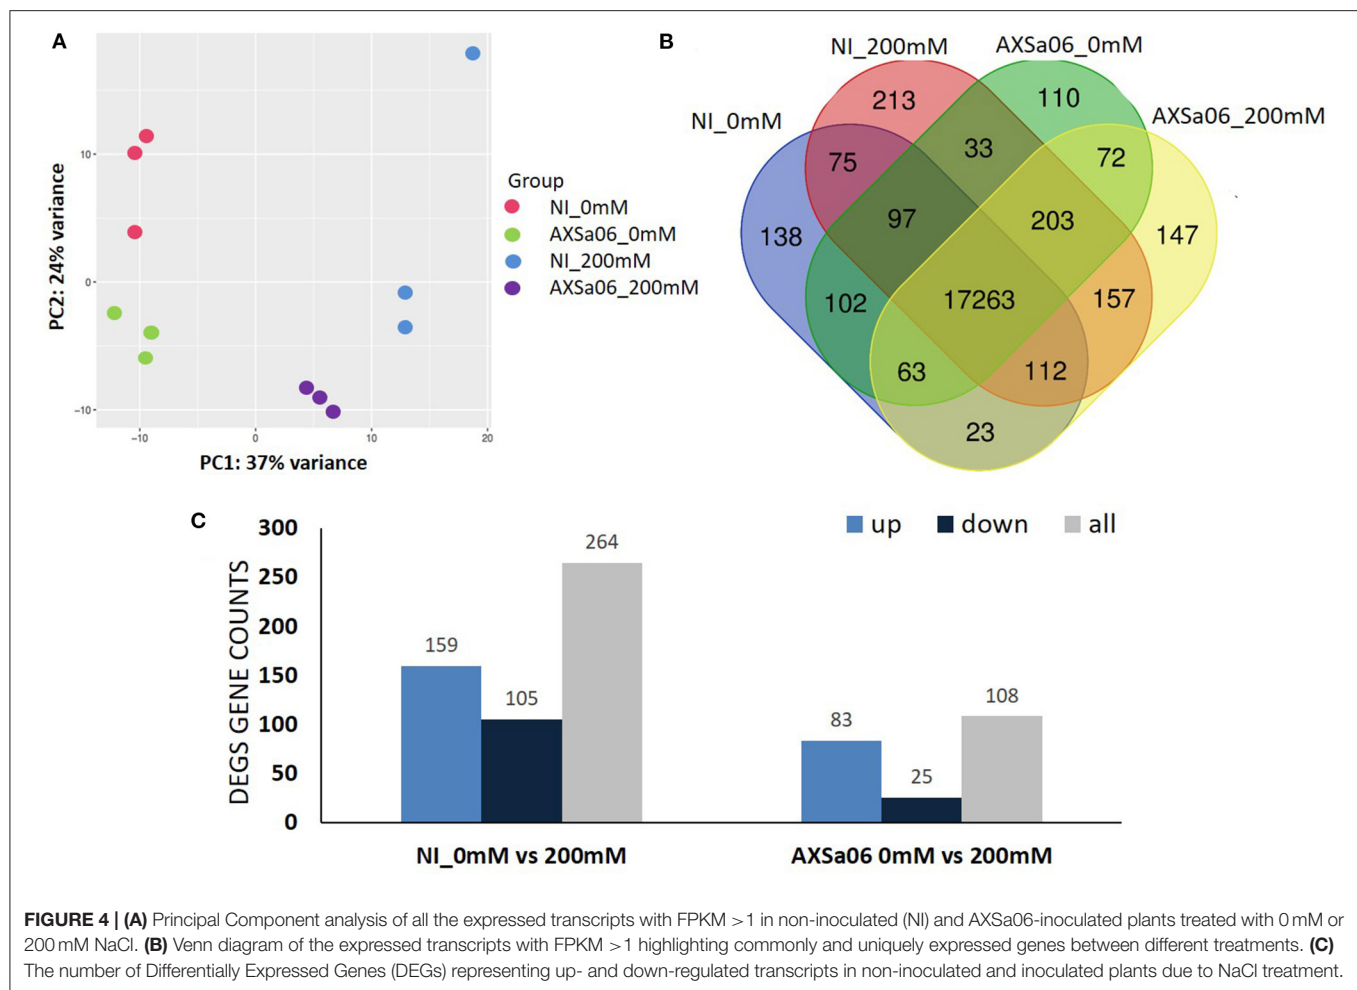 (A)
PC2: 24% variance
10
0
−10
−10
0
10
20
PC1: 37% variance
Group
NI_0mM
AXSa06_0mM
NI_200mM
AXSa06_200mM
(B)
NI_200mM
AXSa06_0mM
NI_0mM
AXSa06_200mM
213
110
75
33
72
138
97
203
147
102
17263
157
63
112
23
(C)
up
down
all
DEGS GENE COUNTS
300
250
200
150
100
50
0
159
105
264
83
25
108
NI_0mM vs 200mM
AXSa06 0mM vs 200mM
FIGURE 4 | (A) Principal Component analysis of all the expressed transcripts with FPKM >1 in non-inoculated (NI) and AXSa06-inoculated plants treated with 0 mM or
200 mM NaCl. (B) Venn diagram of the expressed transcripts with FPKM >1 highlighting commonly and uniquely expressed genes between different treatments. (C)
The number of Differentially Expressed Genes (DEGs) representing up- and down-regulated transcripts in non-inoculated and inoculated plants due to NaCl treatment.